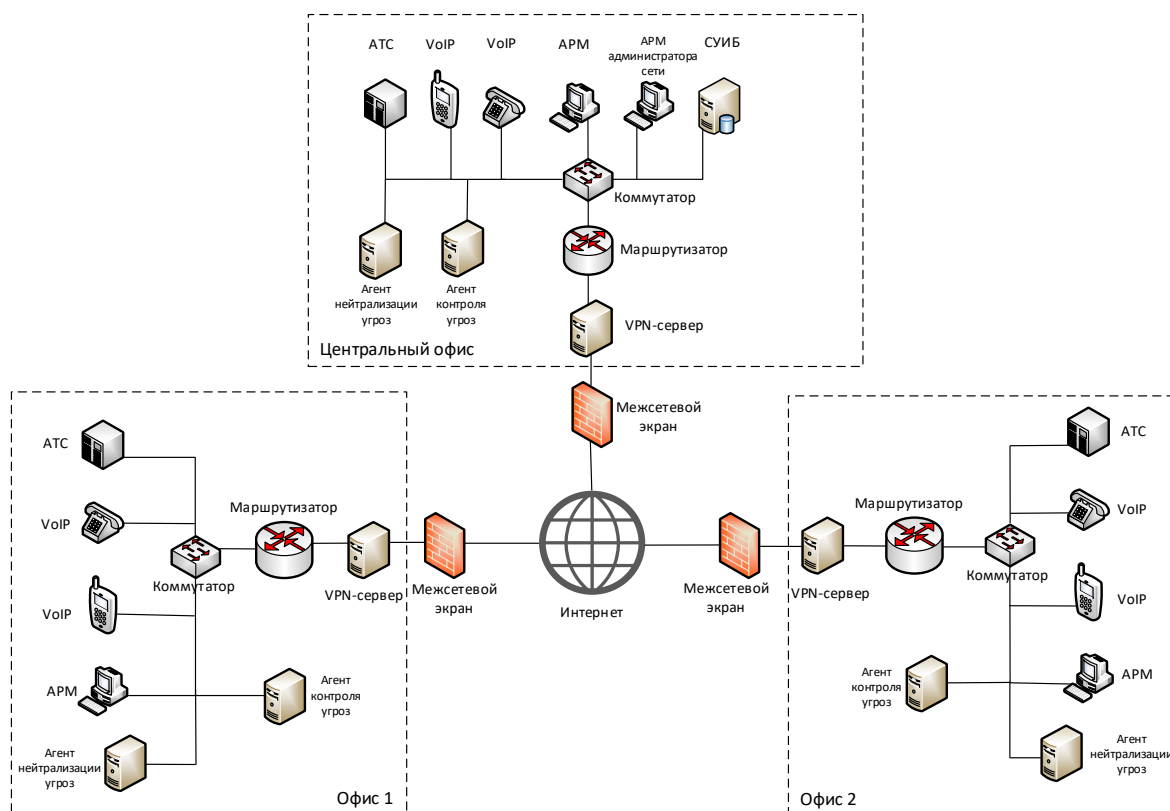 АТС
VoIP
VoIP
АРМ
АРМ
администратора
сети
СУИБ
Коммутатор
Маршрутизатор
Агент
нейтрализации
угроз
Агент
контроля
угроз
VPN-сервер
Центральный офис
Межсетевой
экран
АТС
VoIP
Маршрутизатор
Коммутатор
VPN-сервер
Межсетевой
экран
VoIP
АРМ
Агент
контроля
угроз
Агент
нейтрализации
угроз
Офис 1
Интернет
Межсетевой
экран
VPN-сервер
Маршрутизатор
Коммутатор
АТС
VoIP
VoIP
АРМ
Агент
контроля
угроз
Агент
нейтрализации
угроз
Офис 2